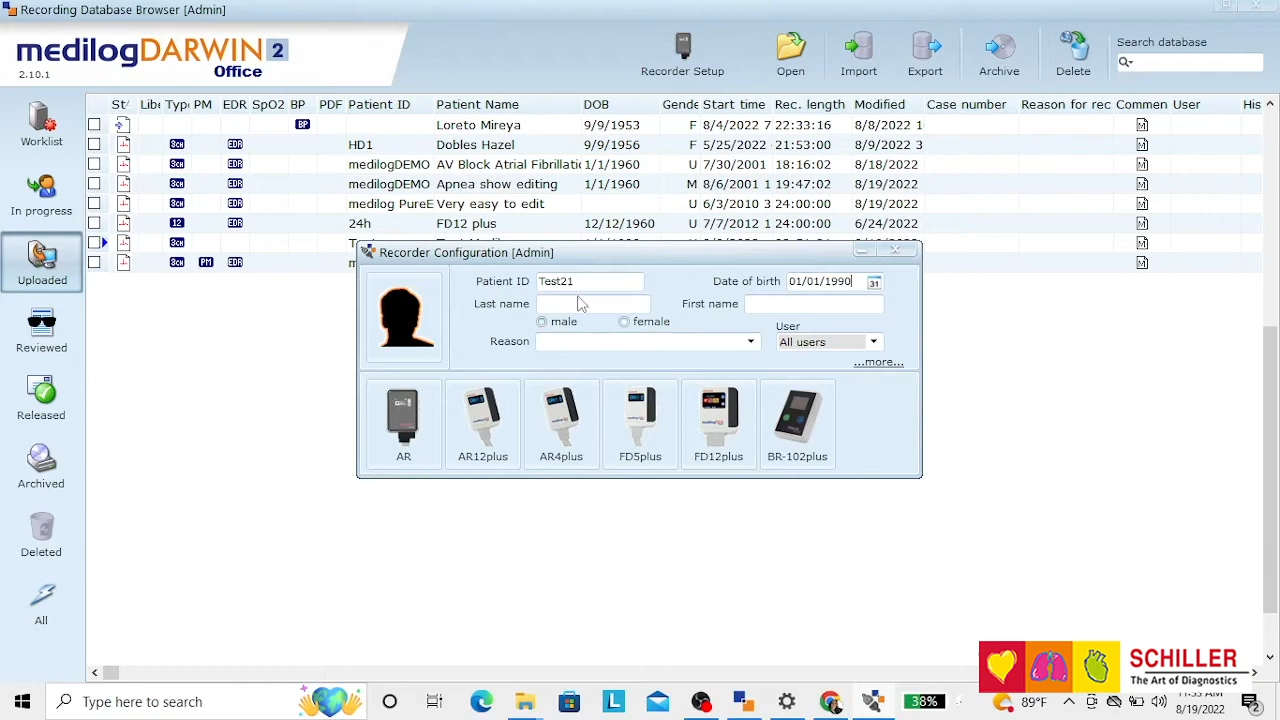 Recording Database Browser [Admin]
medilogDARWIN 2
Office
2.10.1
Recorder Setup
Open
Import
Export
Archive
Delete
Search database
Worklist
In progress
Uploaded
Reviewed
Released
Archived
Deleted
All
St Libe Type PM EDR SpO2 BP PDF Patient ID Patient Name DOB Gende Start time Rec. length Modified Case number Reason for rec Commen User His
BP Loreto Mireya 9/9/1953 F 8/4/2022 7 22:33:16 8/8/2022 1
3CH EDR HD1 Dobles Hazel 9/9/1956 F 5/25/2022 21:53:00 8/9/2022 3
3CH EDR medilogDEMO AV Block Atrial Fibrillatic 1/1/1960 U 7/30/2001 18:16:02 8/18/2022
3CH EDR medilogDEMO Apnea show editing 1/1/1960 M 8/6/2001 1 19:47:02 8/19/2022
3CH EDR medilog PureE Very easy to edit U 6/3/2010 3 24:00:00 8/19/2022
12 EDR 24h FD12 plus 12/12/1960 U 7/7/2012 1 24:00:00 6/24/2022
3CH
3CH PM EDR
Recorder Configuration [Admin]
Patient ID Test21 Date of birth 01/01/1990 31
Last name First name
male female User
Reason All users
...more...
AR AR12plus AR4plus FD5plus FD12plus BR-102plus
SCHILLER
The Art of Diagnostics
Type here to search
L
38%
89°F
8/19/2022
2